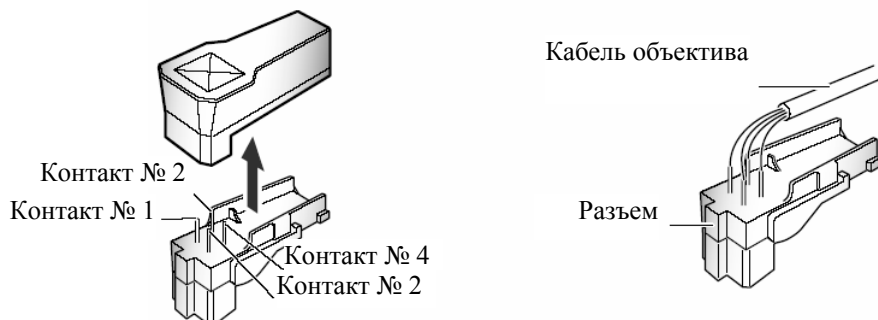 Кабель объектива
Контакт № 2
Контакт № 1
Разъем
Контакт № 4
Контакт № 2